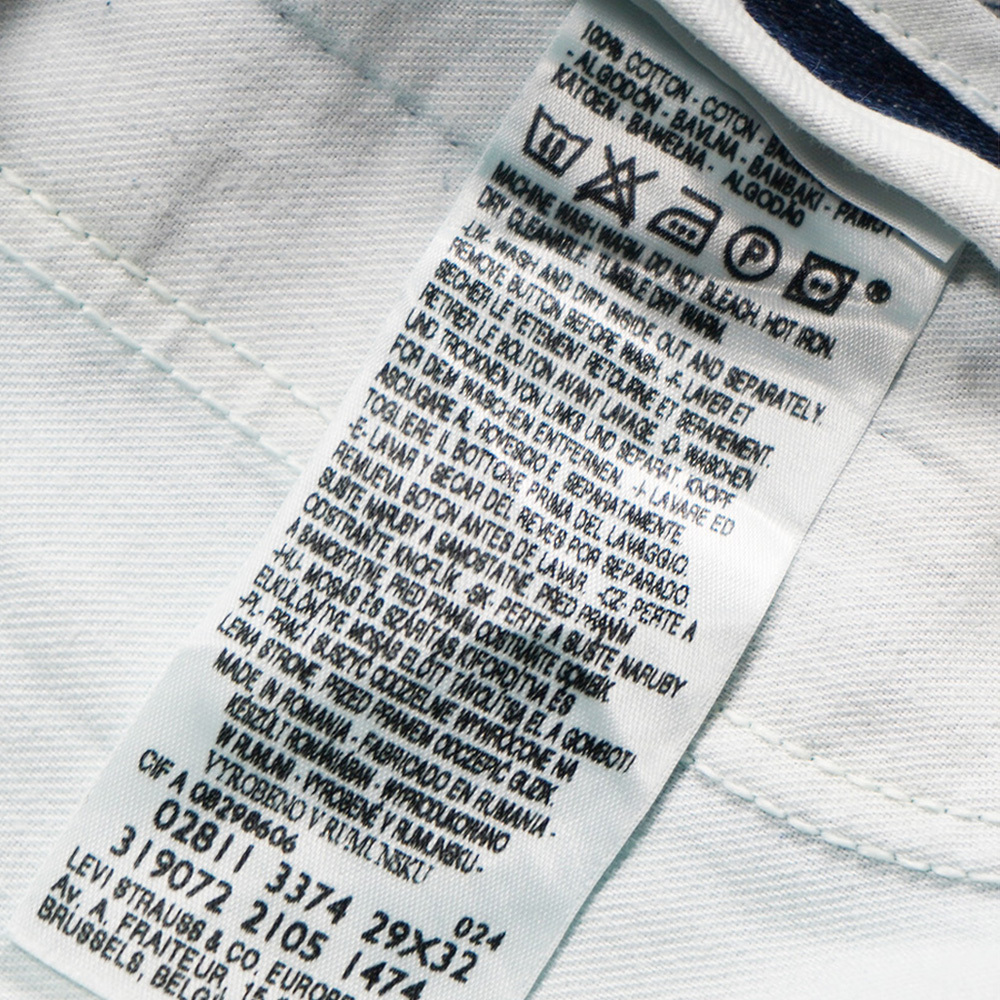 100% COTTON - COTON -
- ALGODÓN - BAVLNA - BAMBAKI - PAMUT -
KATOEN - BAWEŁNA - ALGODÃO
P
MACHINE WASH WARM. DO NOT BLEACH. HOT IRON.
DRY CLEANABLE. TUMBLE DRY WARM.
-UK- WASH AND DRY INSIDE OUT AND SEPARATELY.
REMOVE BUTTON BEFORE WASH. -F- LAVER ET
SECHER LE VETEMENT RETOURNE ET SEPAREMENT.
RETIRER LE BOUTON AVANT LAVAGE. -D- WASCHEN
UND TROCKNEN VON LINKS UND SEPARAT. KNOPF
FOR DEM WASCHEN ENTFERNEN. -I- LAVARE ED
ASCIUGARE AL ROVESCIO E SEPARATAMENTE.
TOGLIERE IL BOTTONE PRIMA DEL LAVAGGIO.
-E- LAVAR Y SECAR DEL REVES POR SEPARADO.
REMUEVA BOTON ANTES DE LAVAR. -CZ- PERTE A
SUŠTE NARUBY A SAMOSTATNĚ. PŘED PRANÍM
ODSTRAŇTE KNOFLÍK. -SK- PERTE A SUŠTE NARUBY
A SAMOSTATNE, PRED PRANÍM ODSTRÁŇTE GOMBÍK.
-HU- MOSÁS ÉS SZÁRÍTÁS KIFORDÍTVA ÉS
ELKÜLÖNÍTVE MOSÁS ELŐTT TÁVOLÍTSA EL A GOMBOT!
-PL- PRAĆ I SUSZYĆ ODDZIELNIE WYWRÓCONE NA
LEWĄ STRONĘ, PRZED PRANIEM ODCZEPIĆ GUZIK.
MADE IN ROMANIA - FABRICADO EN RUMANIA -
KÉSZÜLT ROMÁNIÁBAN - WYPRODUKOWANO
W RUMUNII - VYROBENÉ V RUMUNSKU -
VYROBENO V RUMUNSKU
CIF A 08298606
024
02811 3374 29X32
319072 2105 1474
LEVI STRAUSS & CO. EUROPE
AV. A. FRAITEUR, 15
BRUSSELS,